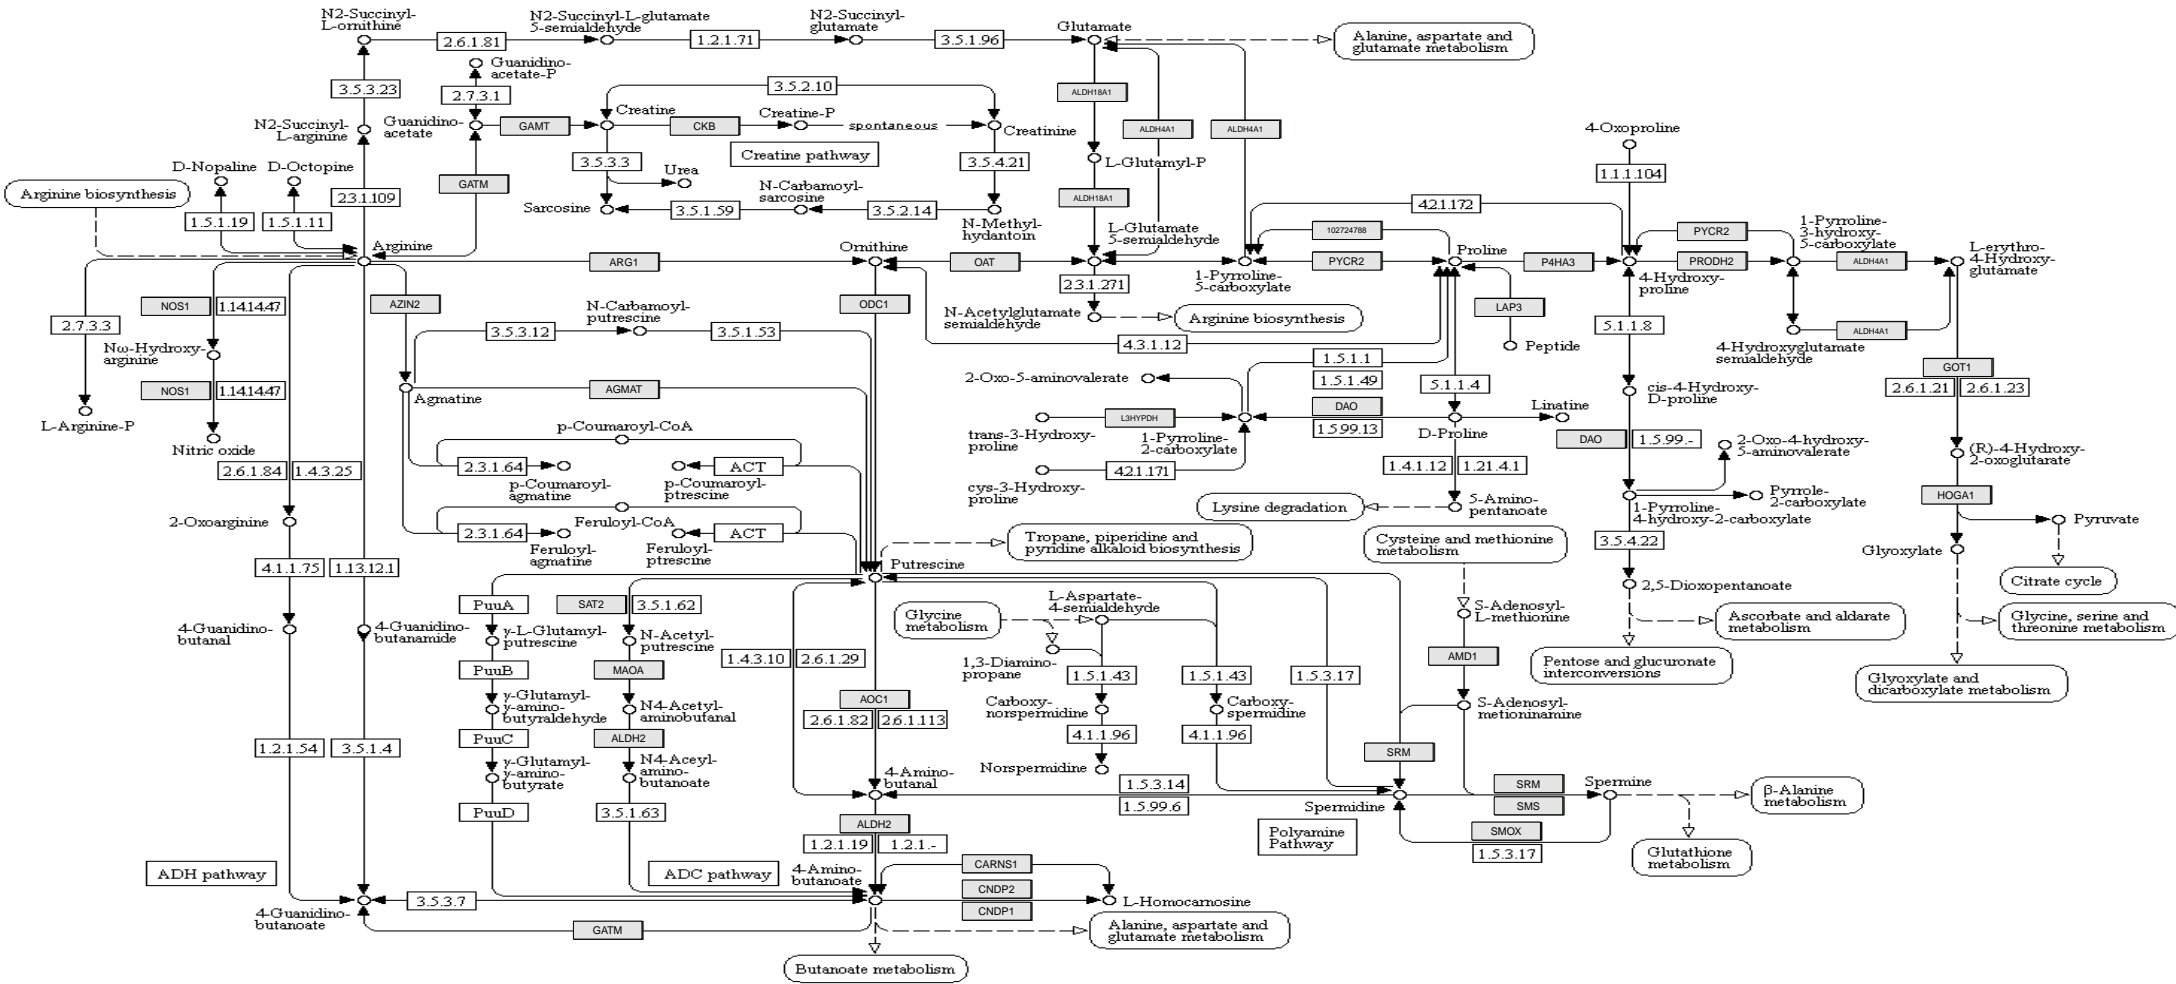 N2-Succinyl-
L-ornithine
2.6.1.81
N2-Succinyl-L-glutamate
5-semialdehyde
1.2.1.71
N2-Succinyl-
glutamate
3.5.1.96
Glutamate
Alanine, aspartate and
glutamate metabolism
Guanidino-
acetate-P
3.5.3.23
2.7.3.1
3.5.2.10
ALDH18A1
N2-Succinyl-
L-arginine
Guanidino-
acetate
GAMT
Creatine
CKB
Creatine-P
spontaneous
Creatinine
ALDH4A1
ALDH4A1
4-Oxoproline
Creatine pathway
3.5.3.3
3.5.4.21
L-Glutamyl-P
1.1.1.104
D-Nopaline
D-Octopine
Urea
Arginine biosynthesis
GATM
2.3.1.109
N-Carbamoyl-
sarcosine
ALDH18A1
Sarcosine
3.5.1.59
3.5.2.14
4.2.1.172
1.5.1.19
1.5.1.11
N-Methyl-
hydantoin
L-Glutamate
5-semialdehyde
102724788
PYCR2
1-Pyrroline-
3-hydroxy-
5-carboxylate
Arginine
Ornithine
Proline
L-erythro-
4-Hydroxy-
glutamate
ARG1
OAT
PYCR2
P4HA3
PRODH2
ALDH4A1
1-Pyrroline-
5-carboxylate
4-Hydroxy-
proline
2.3.1.271
NOS1
1.14.14.47
AZIN2
N-Carbamoyl-
putrescine
ODC1
LAP3
N-Acetylglutamate
semialdehyde
Arginine biosynthesis
2.7.3.3
3.5.3.12
3.5.1.53
5.1.1.8
ALDH4A1
4.3.1.12
Peptide
4-Hydroxyglutamate
semialdehyde
Nω-Hydroxy-
arginine
1.5.1.1
GOT1
2-Oxo-5-aminovalerate
1.5.1.49
5.1.1.4
2.6.1.21
2.6.1.23
NOS1
1.14.14.47
Agmatine
AGMAT
cis-4-Hydroxy-
D-proline
L3HYPDH
DAO
Linatine
L-Arginine-P
p-Coumaroyl-CoA
trans-3-Hydroxy-
proline
1-Pyrroline-
2-carboxylate
1.5.99.13
D-Proline
DAO
1.5.99.-
2-Oxo-4-hydroxy-
5-aminovalerate
Nitric oxide
(R)-4-Hydroxy-
2-oxoglutarate
2.6.1.84
1.4.3.25
2.3.1.64
ACT
4.2.1.171
1.4.1.12
1.21.4.1
p-Coumaroyl-
agmatine
p-Coumaroyl-
ptrescine
cys-3-Hydroxy-
proline
Pyrrole-
2-carboxylate
HOGA1
Lysine degradation
5-Amino-
pentanoate
1-Pyrroline-
4-hydroxy-2-carboxylate
2-Oxoarginine
Feruloyl-CoA
Pyruvate
2.3.1.64
ACT
Tropane, piperidine and
pyridine alkaloid biosynthesis
Cysteine and methionine
metabolism
3.5.4.22
Feruloyl-
agmatine
Feruloyl-
ptrescine
Glyoxylate
4.1.1.75
1.13.12.1
Putrescine
Citrate cycle
2,5-Dioxopentanoate
PuuA
SAT2
3.5.1.62
L-Aspartate-
4-semialdehyde
Glycine
metabolism
S-Adenosyl-
L-methionine
Ascorbate and aldarate
metabolism
Glycine, serine and
threonine metabolism
4-Guanidino-
butanal
4-Guanidino-
butanamide
γ-L-Glutamyl-
putrescine
N-Acetyl-
putrescine
1.4.3.10
2.6.1.29
AMD1
Pentose and glucuronate
interconversions
1,3-Diamino-
propane
PuuB
MAOA
1.5.1.43
1.5.1.43
1.5.3.17
Glyoxylate and
dicarboxylate metabolism
γ-Glutamyl-
γ-amino-
butyraldehyde
N4-Acetyl-
aminobutanal
AOC1
Carboxy-
norspermidine
Carboxy-
spermidine
S-Adenosyl-
metioninamine
2.6.1.82
2.6.1.113
PuuC
ALDH2
4.1.1.96
4.1.1.96
1.2.1.54
3.5.1.4
SRM
γ-Glutamyl-
γ-amino-
butyrate
N4-Aceyl-
amino-
butanoate
Norspermidine
4-Amino-
butanal
1.5.3.14
SRM
Spermine
β-Alanine
metabolism
1.5.99.6
Spermidine
SMS
PuuD
3.5.1.63
ALDH2
SMOX
1.2.1.19
1.2.1.-
Polyamine
Pathway
1.5.3.17
Glutathione
metabolism
ADH pathway
ADC pathway
4-Amino-
butanoate
CARNS1
CNDP2
3.5.3.7
L-Homocarnosine
4-Guanidino-
butanoate
CNDP1
GATM
Alanine, aspartate and
glutamate metabolism
Butanoate metabolism